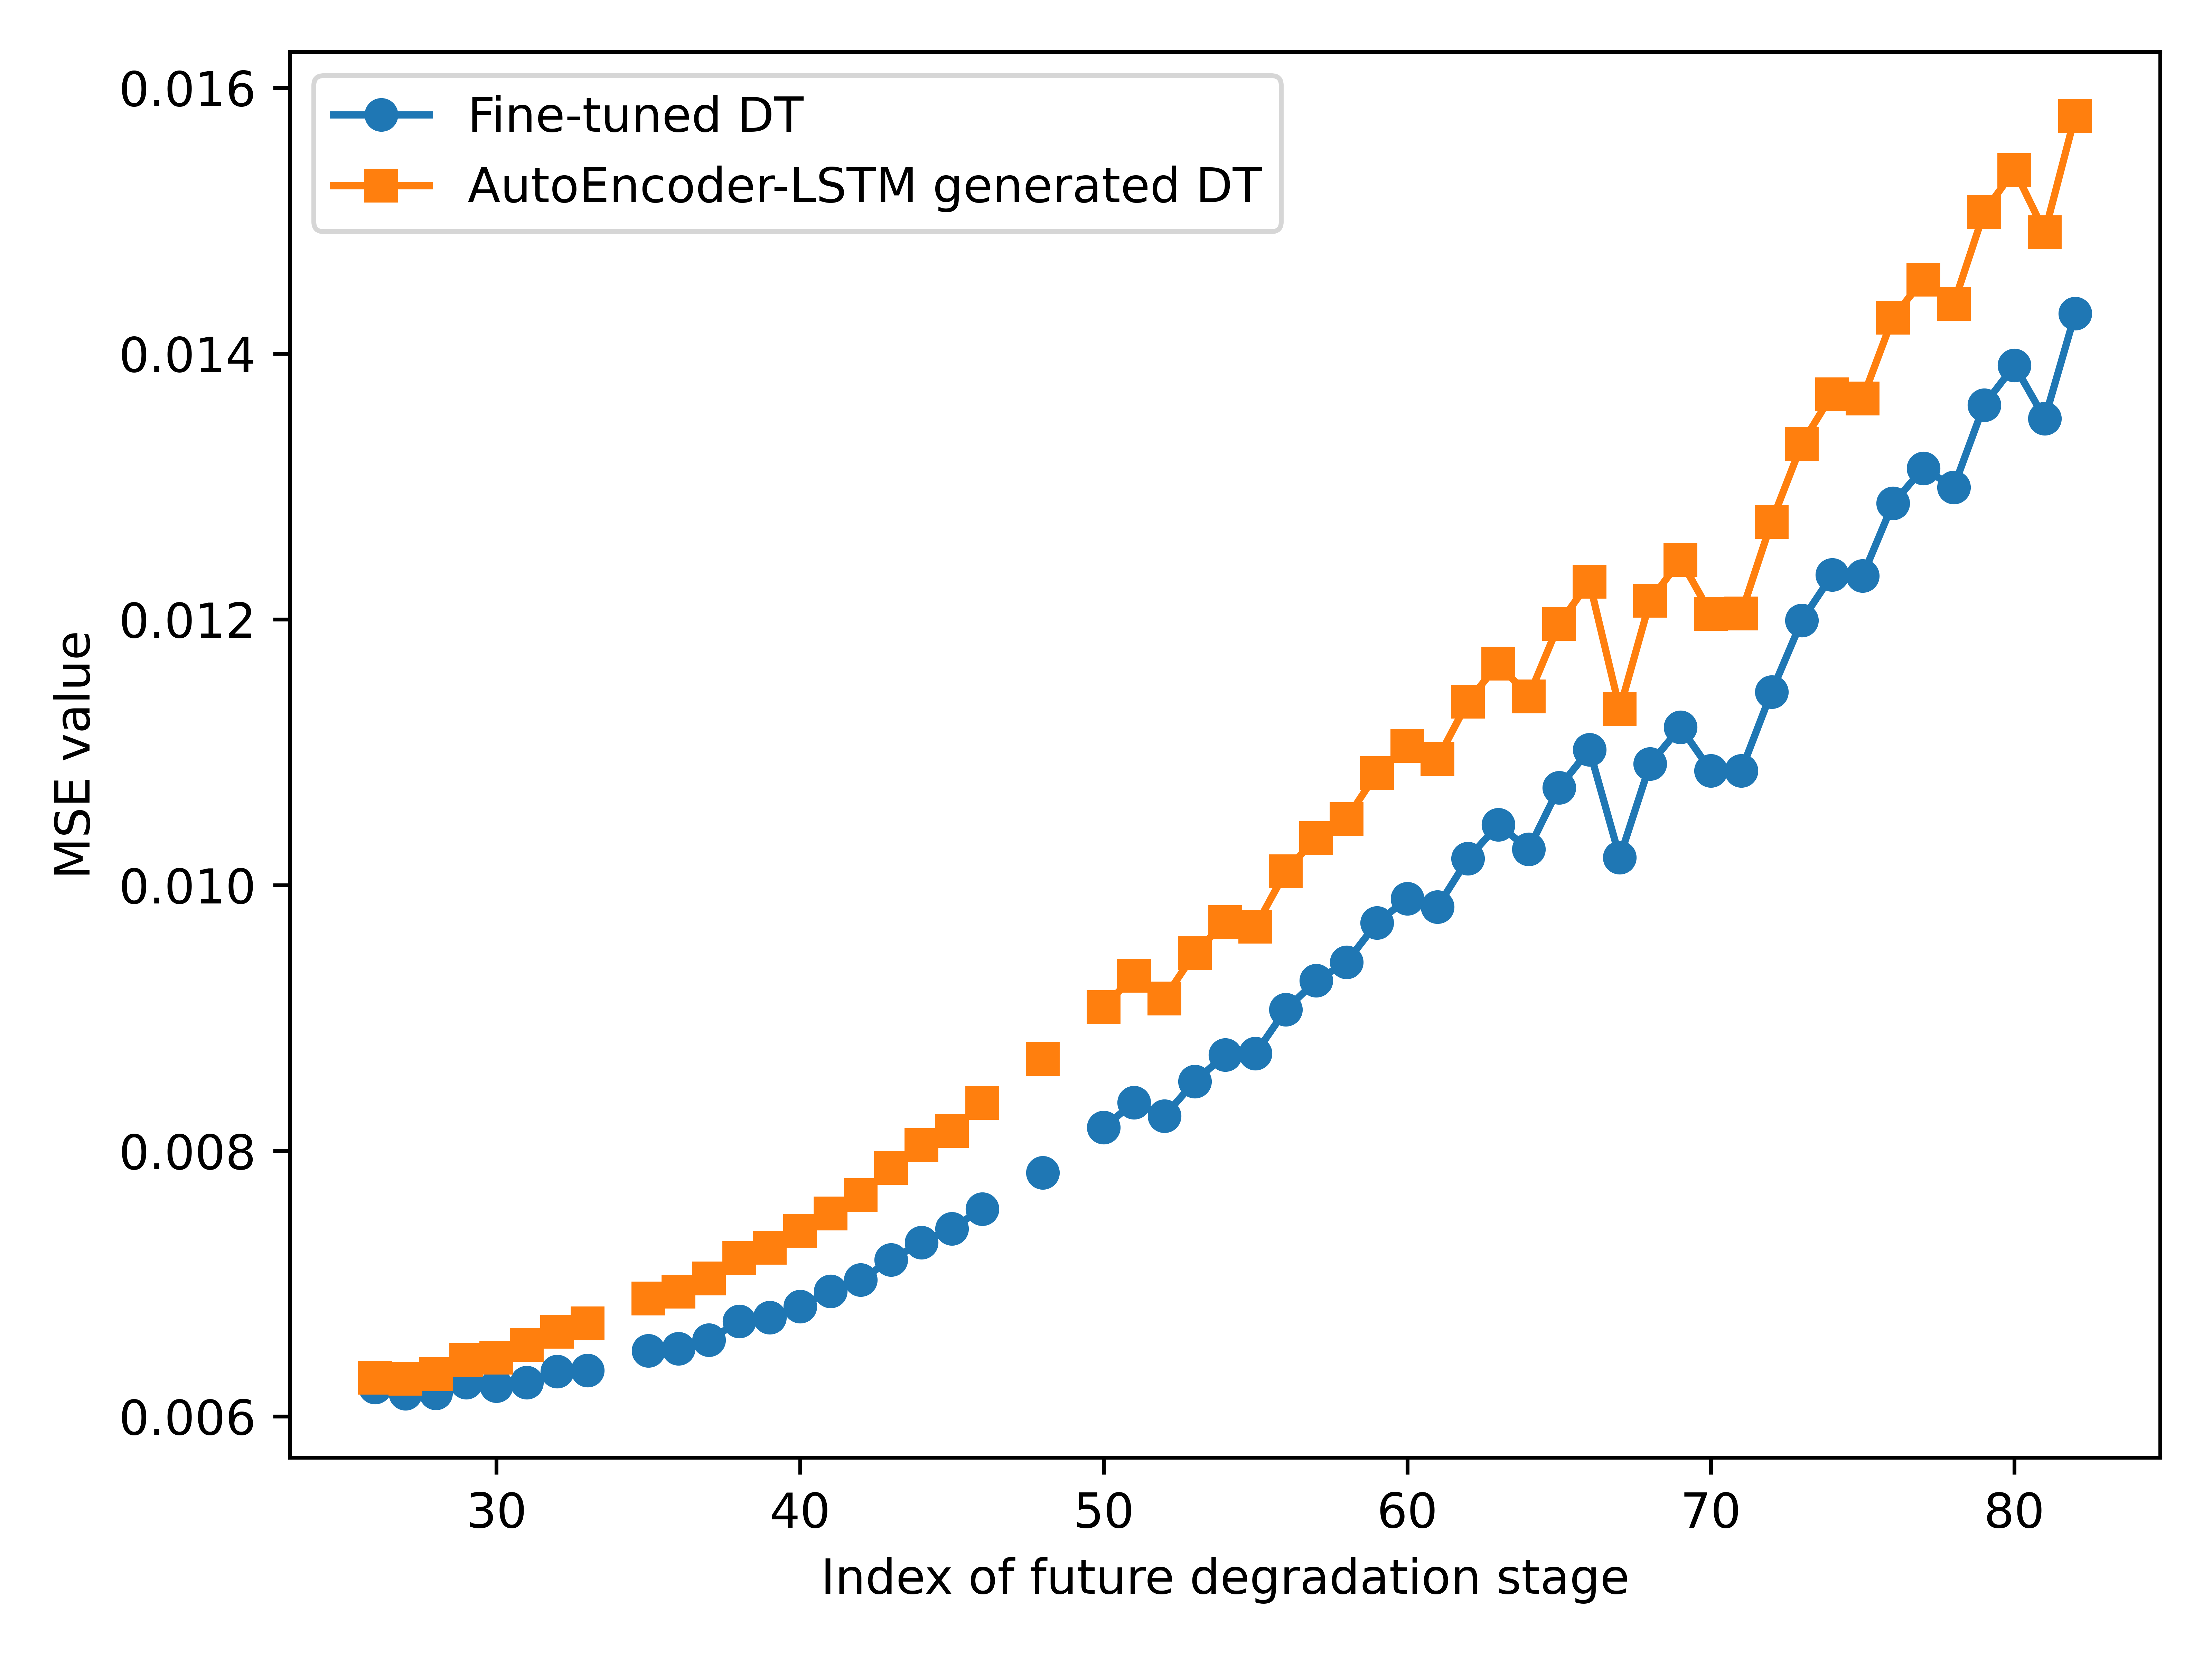 Fine-tuned DT
AutoEncoder-LSTM generated DT
MSE value
0.016
0.014
0.012
0.010
0.008
0.006
30 40 50 60 70 80
Index of future degradation stage